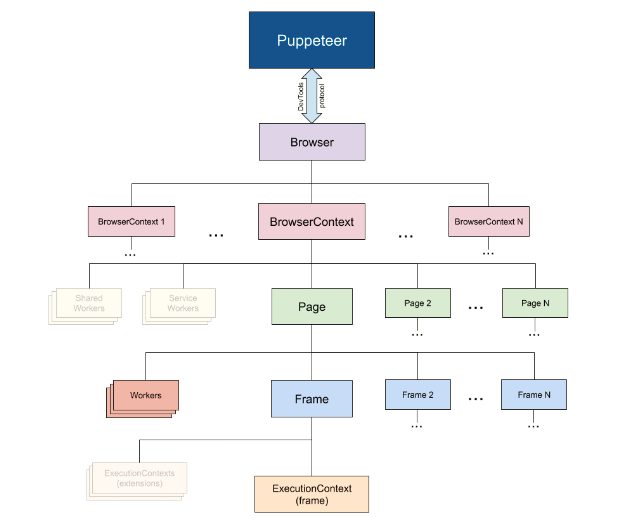 Puppeteer
DevTools
protocol
Browser
BrowserContext 1
...
BrowserContext
...
BrowserContext N
...
...
Shared
Workers
Service
Workers
Page
Page 2
...
Page N
...
...
Workers
Frame
Frame 2
...
Frame N
...
...
ExecutionContexts
(extensions)
ExecutionContext
(frame)